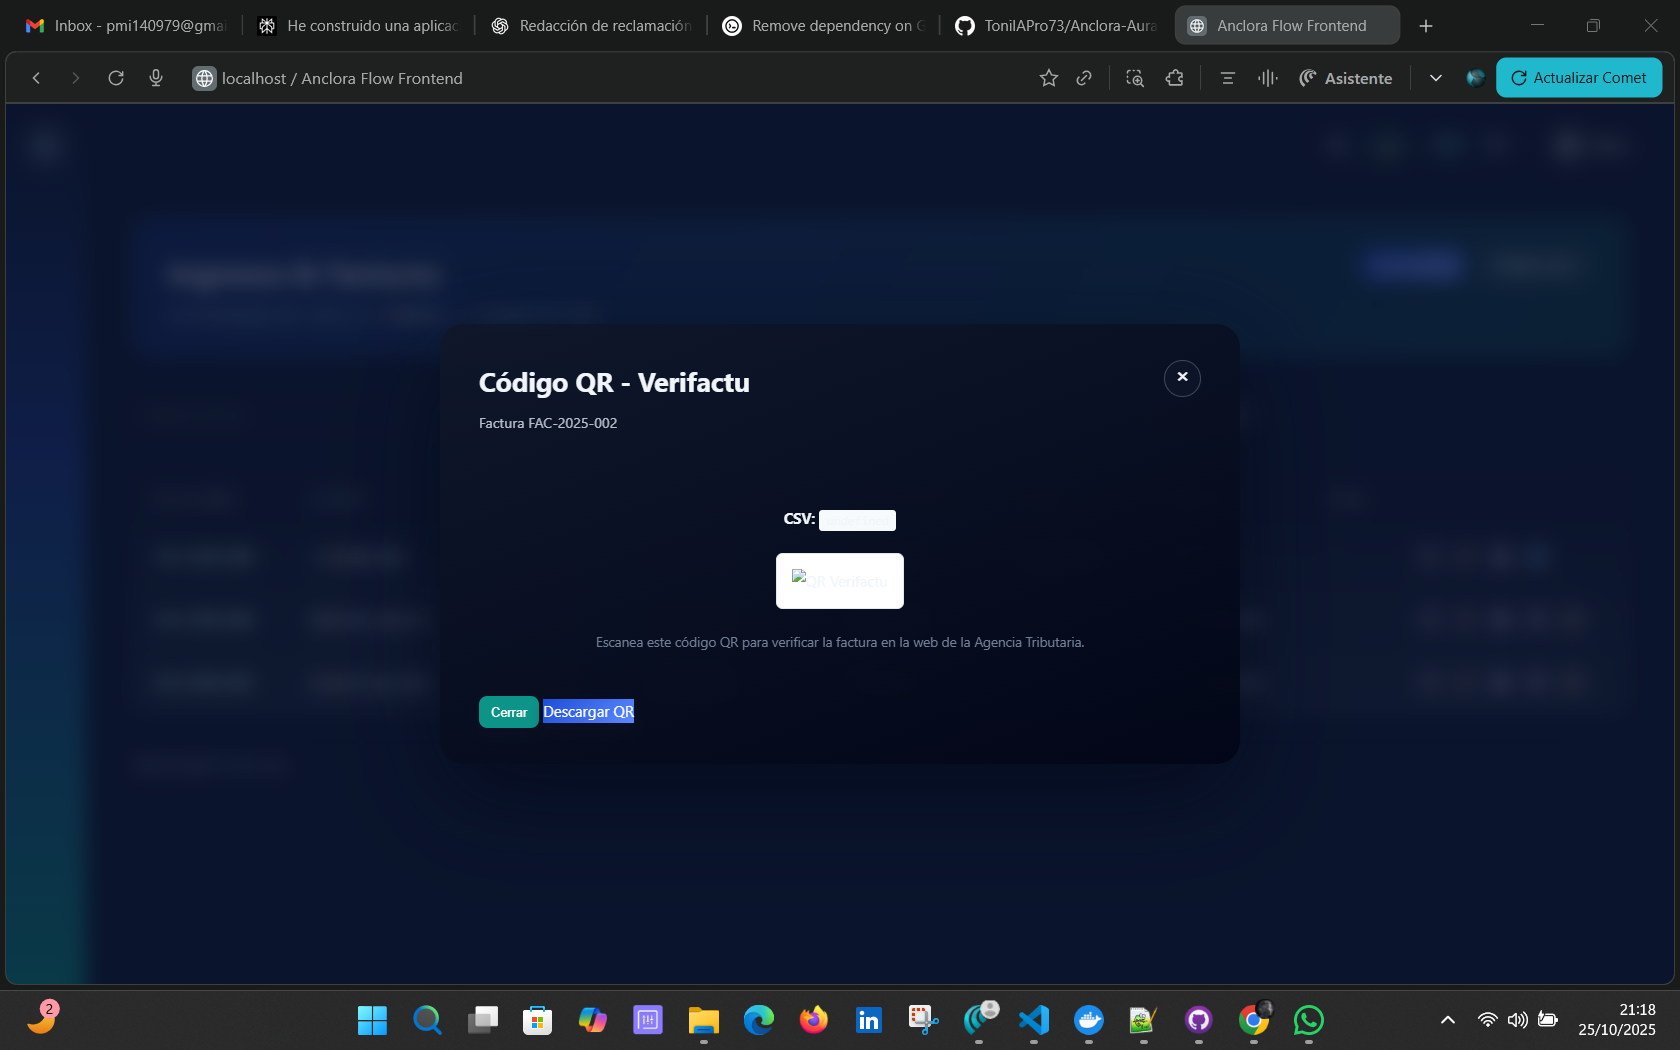 Inbox - pmi140979@gmai
He construido una aplicac
Redacción de reclamación
Remove dependency on G
ToniIAPro73/Anclora-Aura
Anclora Flow Frontend
localhost / Anclora Flow Frontend
Asistente
Actualizar Comet
Código QR - Verifactu
Factura FAC-2025-002
CSV:
QR Verifactu
Escanea este código QR para verificar la factura en la web de la Agencia Tributaria.
Cerrar
Descargar QR
2
in
21:18
25/10/2025